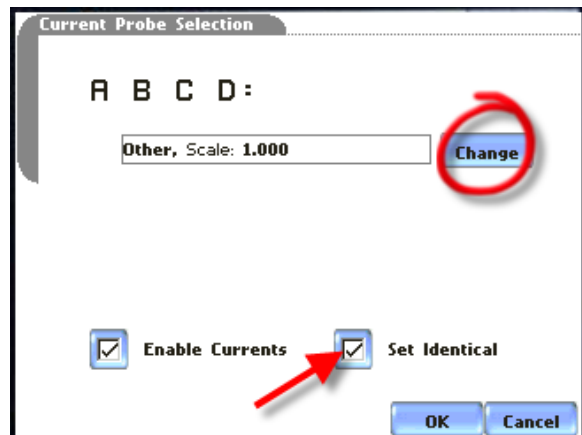 Current Probe Selection
A B C D:
Other, Scale: 1.000 Change
Enable Currents Set Identical
OK Cancel